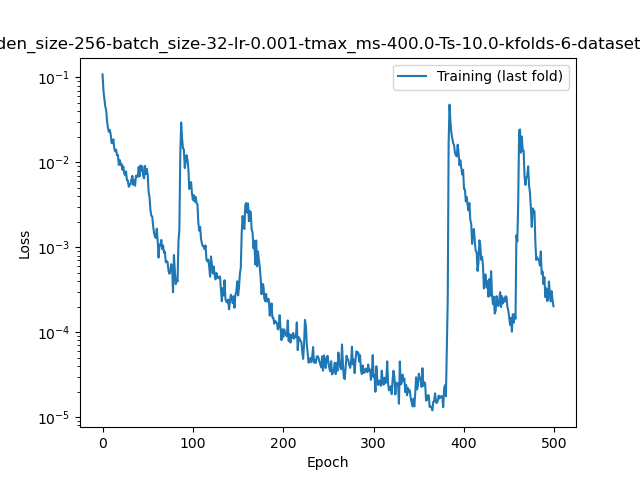 den_size-256-batch_size-32-lr-0.001-tmax_ms-400.0-Ts-10.0-kfolds-6-dataset
Training (last fold)
10⁻¹
10⁻²
10⁻³
10⁻⁴
10⁻⁵
Loss
0 100 200 300 400 500
Epoch